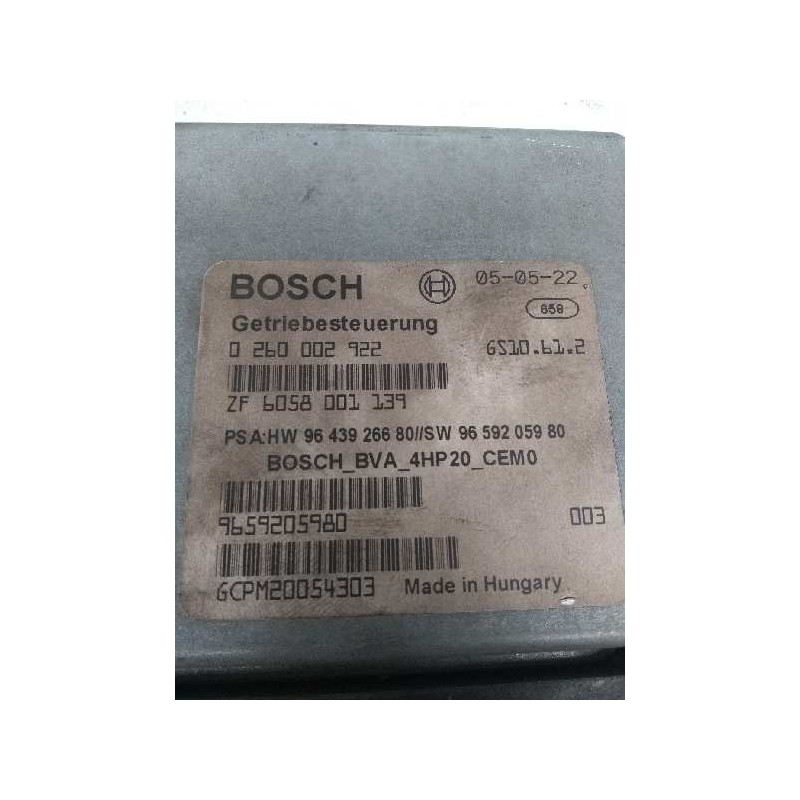 BOSCH 05-05-22
658
Getriebesteuerung
0 260 002 922 GS10.61.2
ZF 6058 001 139
PSA:HW 96 439 266 80//SW 96 592 059 80
BOSCH_BVA_4HP20_CEM0
9659205980 003
GCPM20054303 Made in Hungary